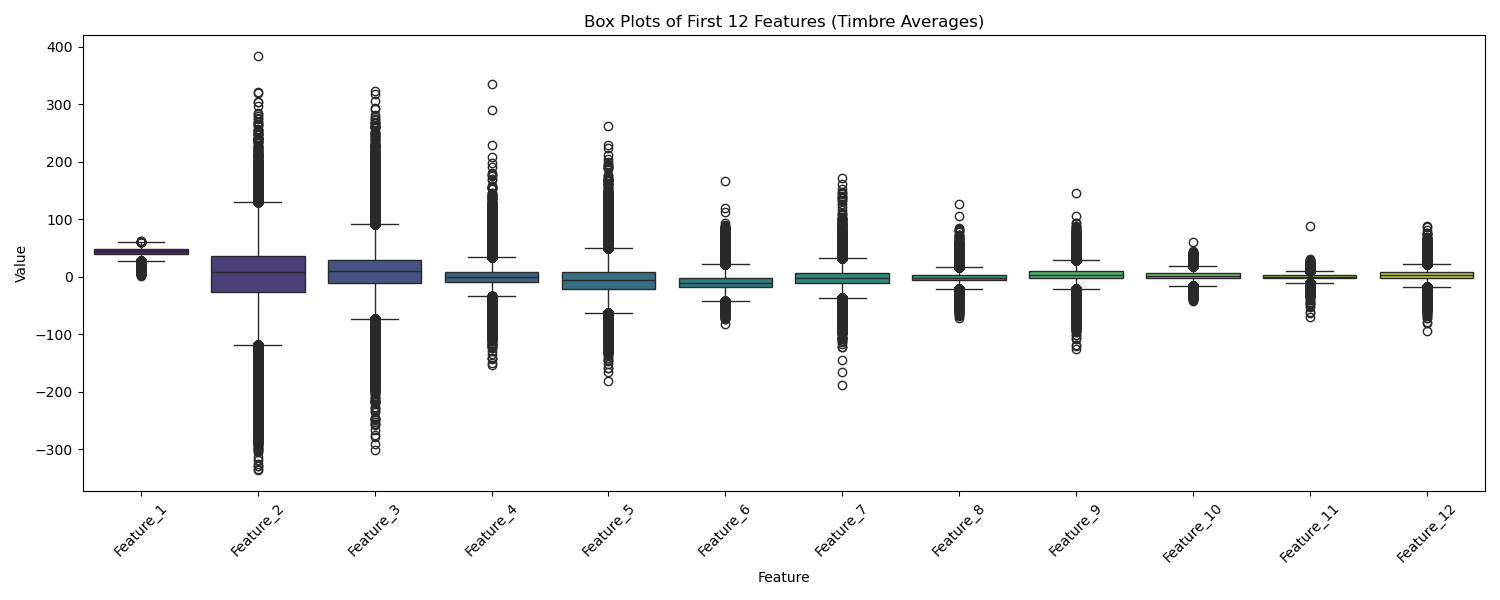 Box Plots of First 12 Features (Timbre Averages)
400
300
200
100
0
−100
−200
−300
Value
Feature_1
Feature_2
Feature_3
Feature_4
Feature_5
Feature_6
Feature_7
Feature_8
Feature_9
Feature_10
Feature_11
Feature_12
Feature